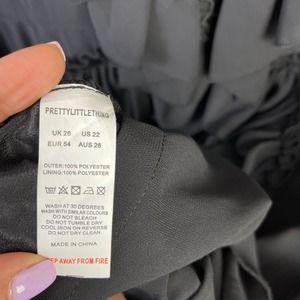 PRETTYLITTLETHING
UK 26 US 22
EUR 54 AUS 26
OUTER:100% POLYESTER
LINING:100% POLYESTER
WASH AT 30 DEGREES
WASH WITH SIMILAR COLOURS
DO NOT BLEACH
DO NOT TUMBLE DRY
COOL IRON ON REVERSE
DO NOT DRY CLEAN
MADE IN CHINA
EEP AWAY FROM FIRE